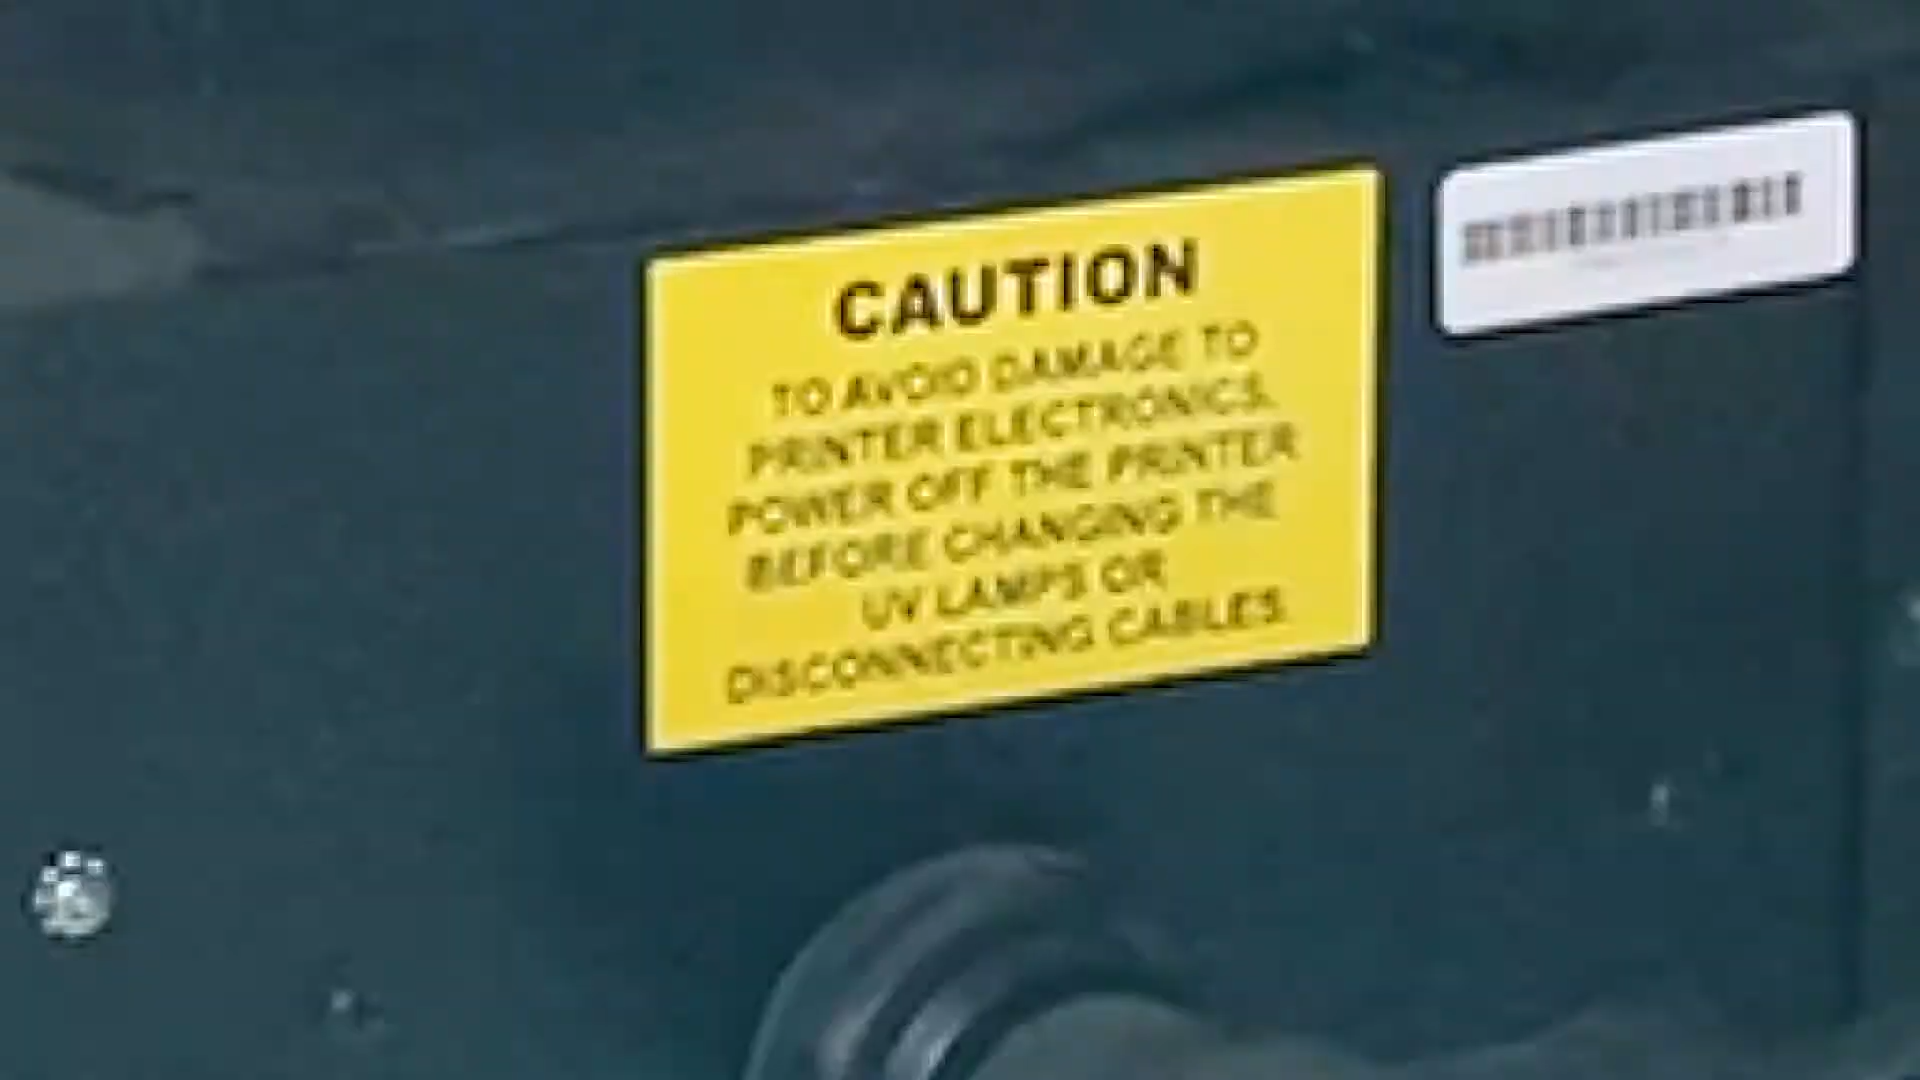 CAUTION
TO AVOID DAMAGE TO
PRINTER ELECTRONICS,
POWER OFF THE PRINTER
BEFORE CHANGING THE
UV LAMPS OR
DISCONNECTING CABLES.